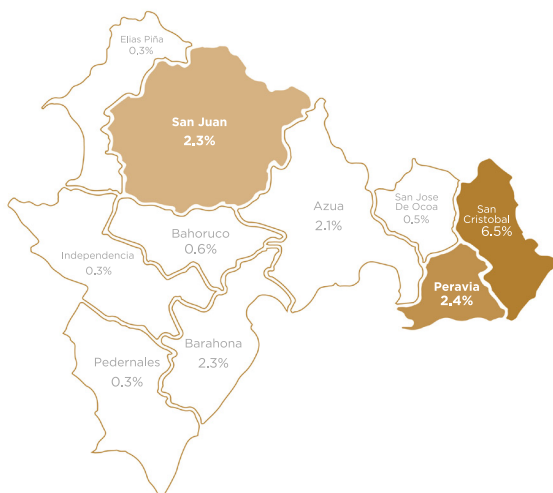 Elias Piña
0,3%
San Juan
2.3%
Azua
2.1%
San Jose
De Ocoa
0.5%
San
Cristobal
6.5%
Bahoruco
0.6%
Independencia
0.3%
Peravia
2.4%
Barahona
2.3%
Pedernales
0.3%